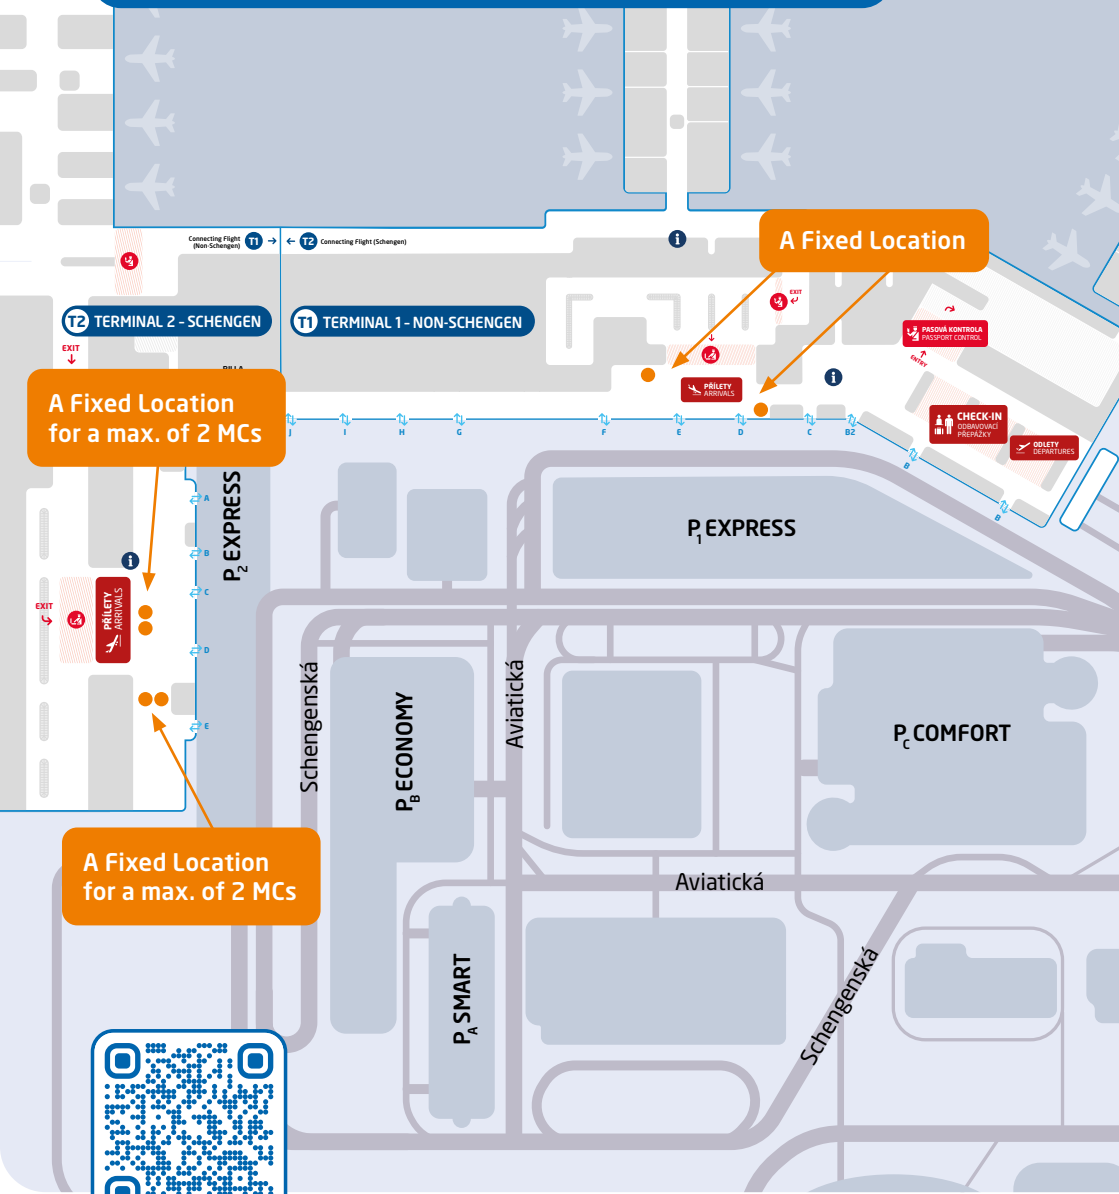 Connecting Flight
(Non-Schengen)
T1
T2
Connecting Flight (Schengen)
A Fixed Location
EXIT
T2 TERMINAL 2 – SCHENGEN
T1 TERMINAL 1 – NON-SCHENGEN
PASOVÁ KONTROLA
PASSPORT CONTROL
ENTRY
EXIT
BILLA
PŘÍLETY
ARRIVALS
A Fixed Location
for a max. of 2 MCs
CHECK-IN
ODBAVOVACÍ
PŘEPÁŽKY
ODLETY
DEPARTURES
J
I
H
G
F
E
D
C
B2
B
B
A
B
C
D
E
P2 EXPRESS
P1 EXPRESS
EXIT
PŘÍLETY
ARRIVALS
Schengenská
PB ECONOMY
Aviatická
PC COMFORT
A Fixed Location
for a max. of 2 MCs
Aviatická
PA SMART
Schengenská